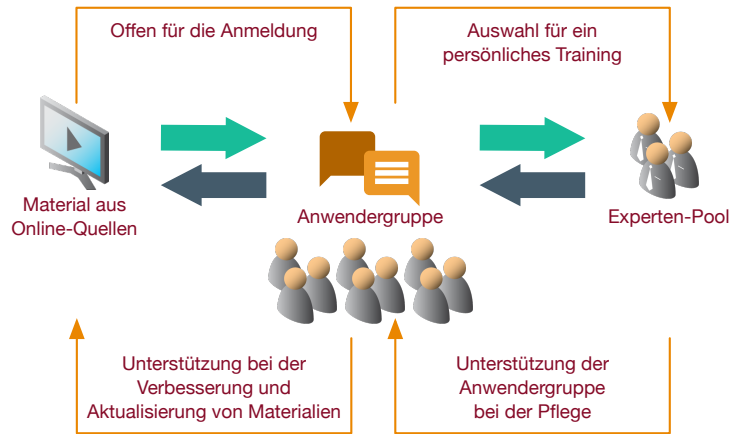 Offen für die Anmeldung
Auswahl für ein
persönliches Training
Material aus
Online-Quellen
Anwendergruppe
Experten-Pool
Unterstützung bei der
Verbesserung und
Aktualisierung von Materialien
Unterstützung der
Anwendergruppe
bei der Pflege